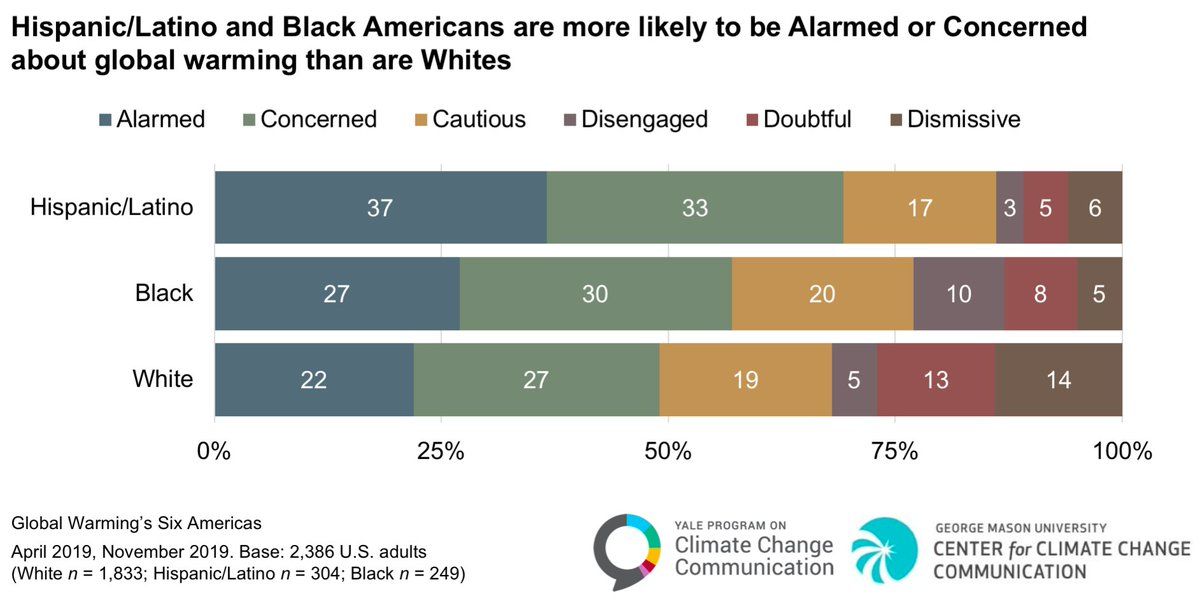 Hispanic/Latino and Black Americans are more likely to be Alarmed or Concerned
about global warming than are Whites
Alarmed Concerned Cautious Disengaged Doubtful Dismissive
Hispanic/Latino 37 33 17 3 5 6
Black 27 30 20 10 8 5
White 22 27 19 5 13 14
0% 25% 50% 75% 100%
Global Warming’s Six Americas
April 2019, November 2019. Base: 2,386 U.S. adults
(White n = 1,833; Hispanic/Latino n = 304; Black n = 249)
YALE PROGRAM ON
Climate Change
Communication
GEORGE MASON UNIVERSITY
CENTER for CLIMATE CHANGE
COMMUNICATION